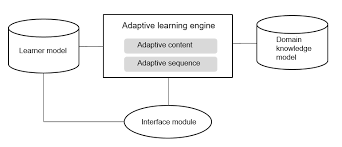 Adaptive learning engine
Adaptive content
Adaptive sequence
Learner model
Domain
knowledge
model
Interface module